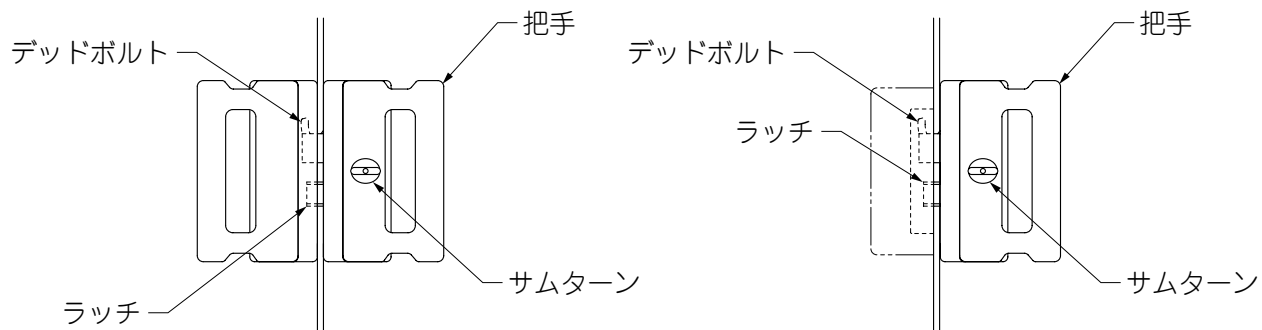 把手
デッドボルト
サムターン
ラッチ
把手
デッドボルト
ラッチ
サムターン